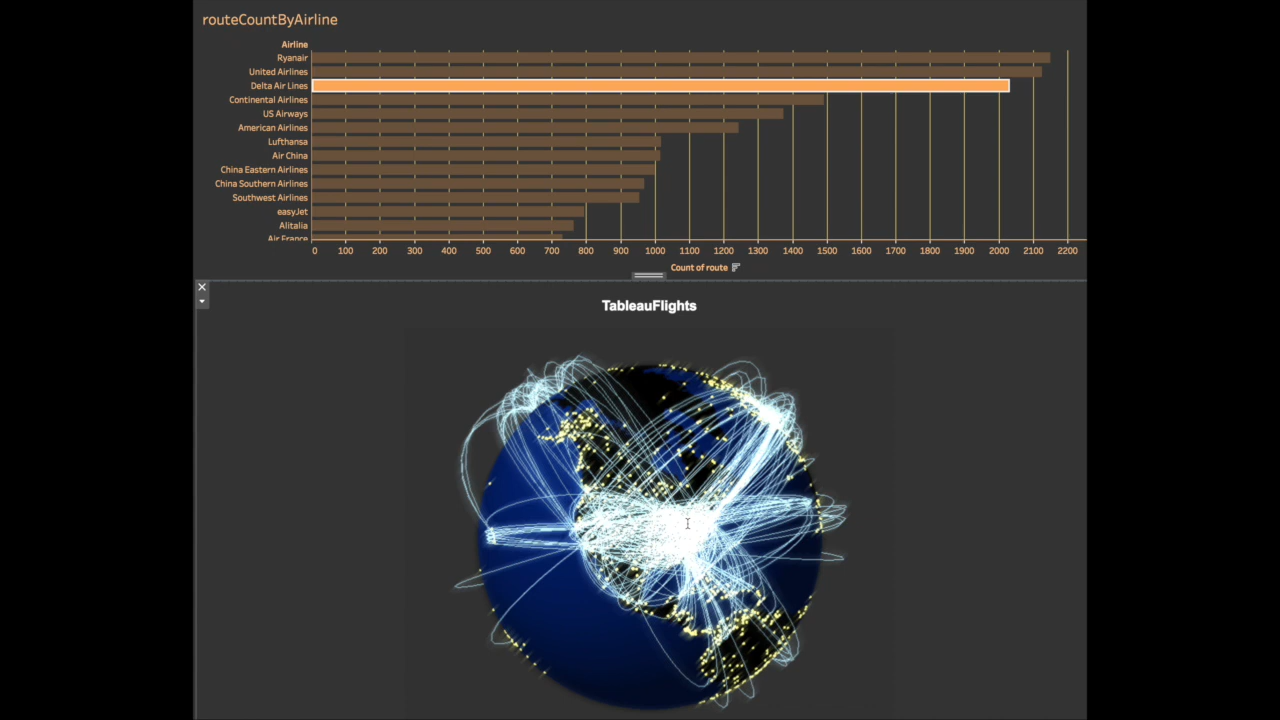 routeCountByAirline
Airline
Ryanair
United Airlines
Delta Air Lines
Continental Airlines
US Airways
American Airlines
Lufthansa
Air China
China Eastern Airlines
China Southern Airlines
Southwest Airlines
easyJet
Alitalia
Air France
0 100 200 300 400 500 600 700 800 900 1000 1100 1200 1300 1400 1500 1600 1700 1800 1900 2000 2100 2200
Count of route
TableauFlights